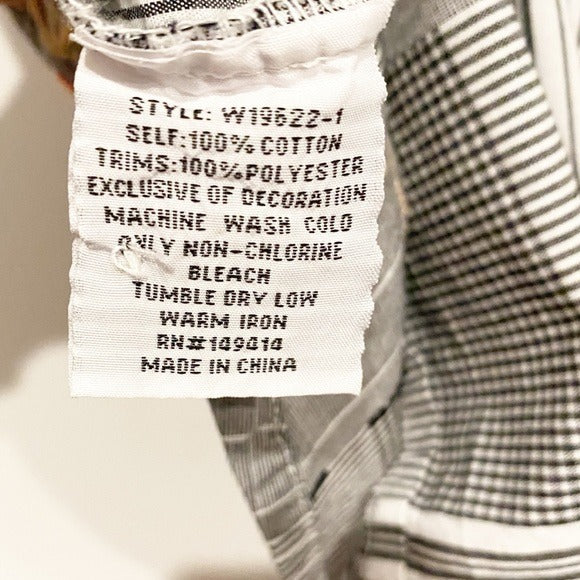 STYLE: W19622-1
SELF:100% COTTON
TRIMS:100%POLYESTER
EXCLUSIVE OF DECORATION
MACHINE WASH COLD
ONLY NON-CHLORINE
BLEACH
TUMBLE DRY LOW
WARM IRON
RN#149414
MADE IN CHINA